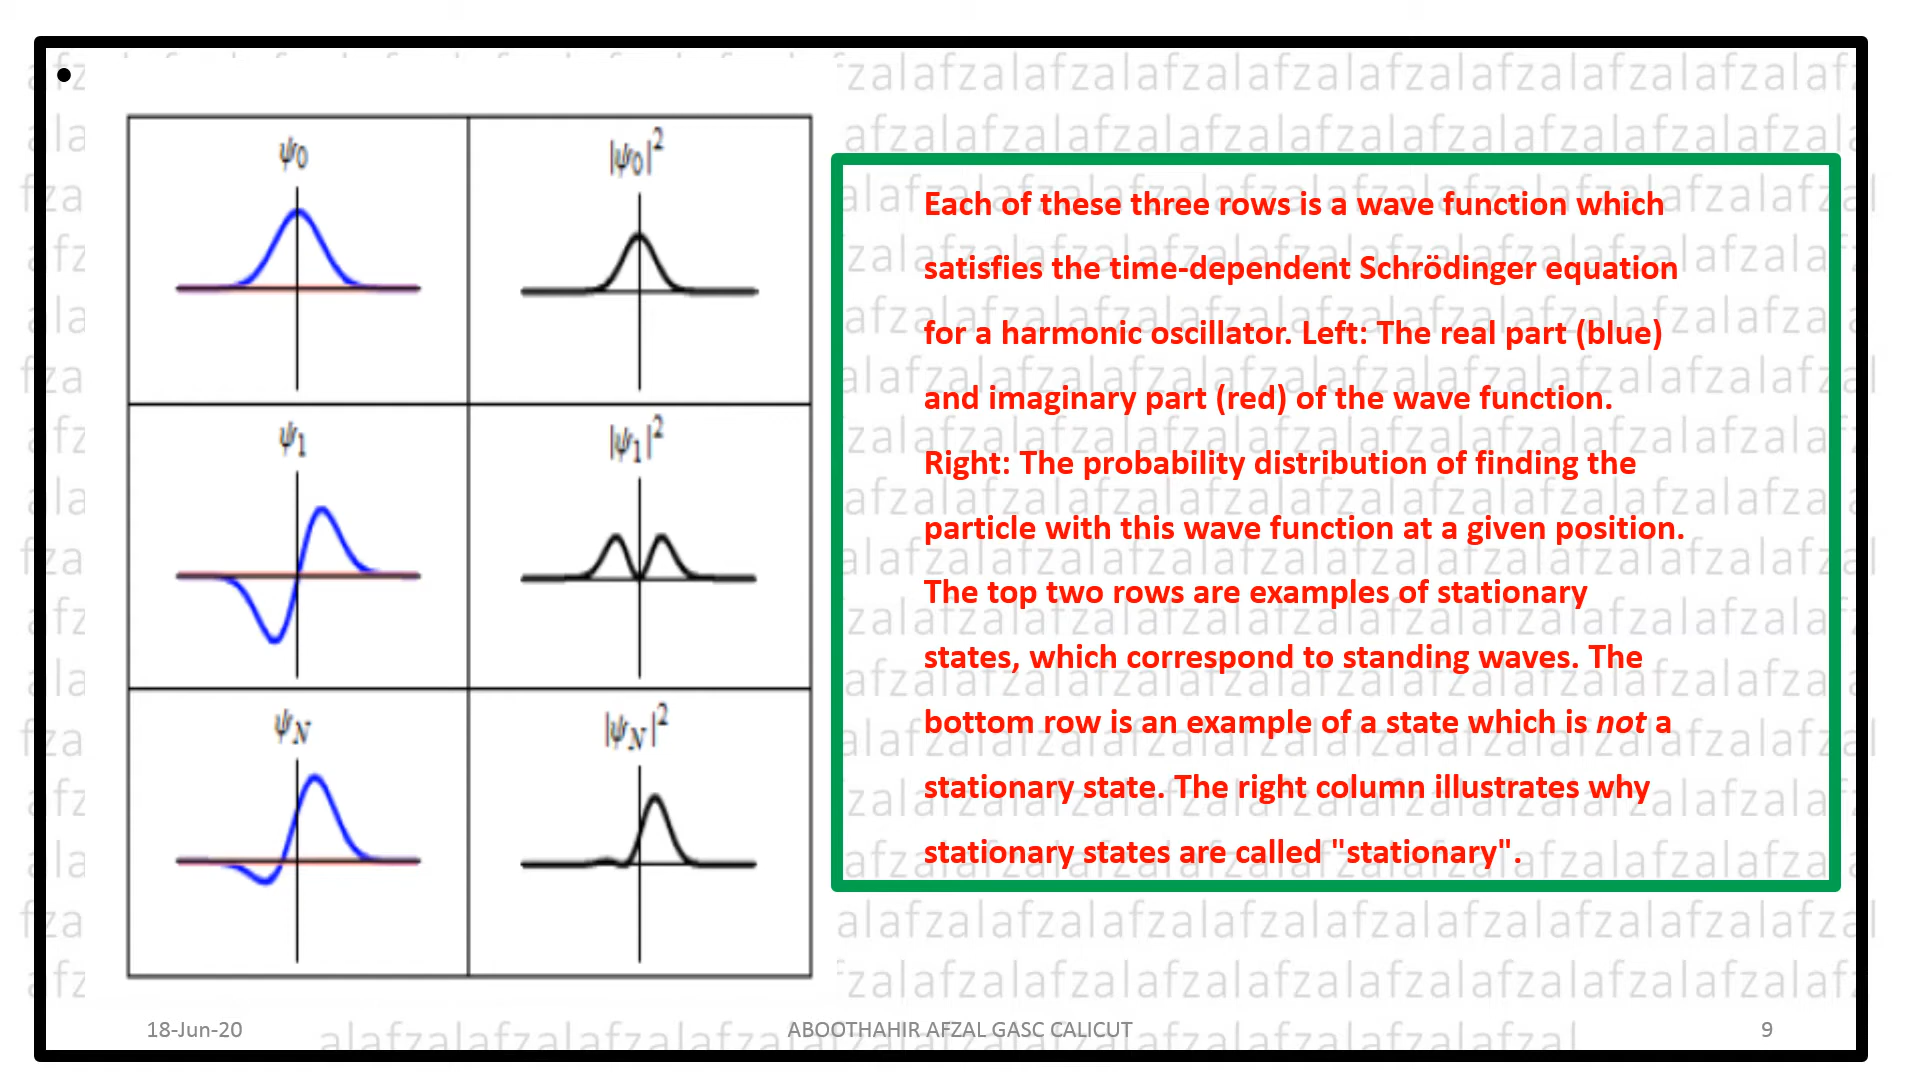 •
ψ0
|ψ0|²
ψ1
|ψ1|²
ψN
|ψN|²
Each of these three rows is a wave function which
satisfies the time-dependent Schrödinger equation
for a harmonic oscillator. Left: The real part (blue)
and imaginary part (red) of the wave function.
Right: The probability distribution of finding the
particle with this wave function at a given position.
The top two rows are examples of stationary
states, which correspond to standing waves. The
bottom row is an example of a state which is not a
stationary state. The right column illustrates why
stationary states are called "stationary".
18-Jun-20
ABOOTHAHIR AFZAL GASC CALICUT
9